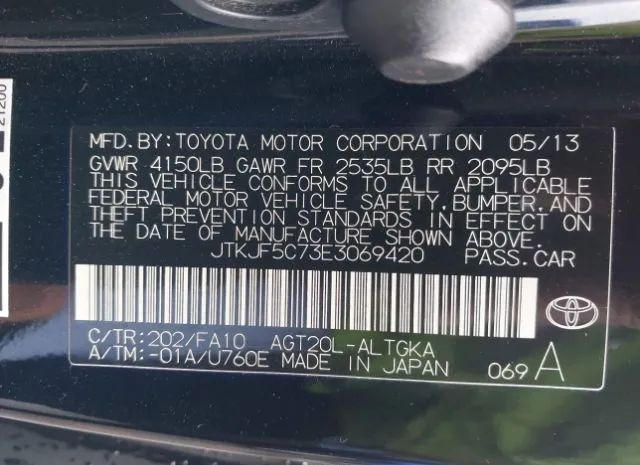 MFD.BY:TOYOTA MOTOR CORPORATION 05/13
GVWR 4150LB GAWR FR 2535LB RR 2095LB
THIS VEHICLE CONFORMS TO ALL APPLICABLE
FEDERAL MOTOR VEHICLE SAFETY,BUMPER,AND
THEFT PREVENTION STANDARDS IN EFFECT ON
THE DATE OF MANUFACTURE SHOWN ABOVE.
JTKJF5C73E3069420 PASS.CAR
C/TR:202/FA10 AGT20L-ALTGKA
A/TM:-01A/U760E MADE IN JAPAN 069 A